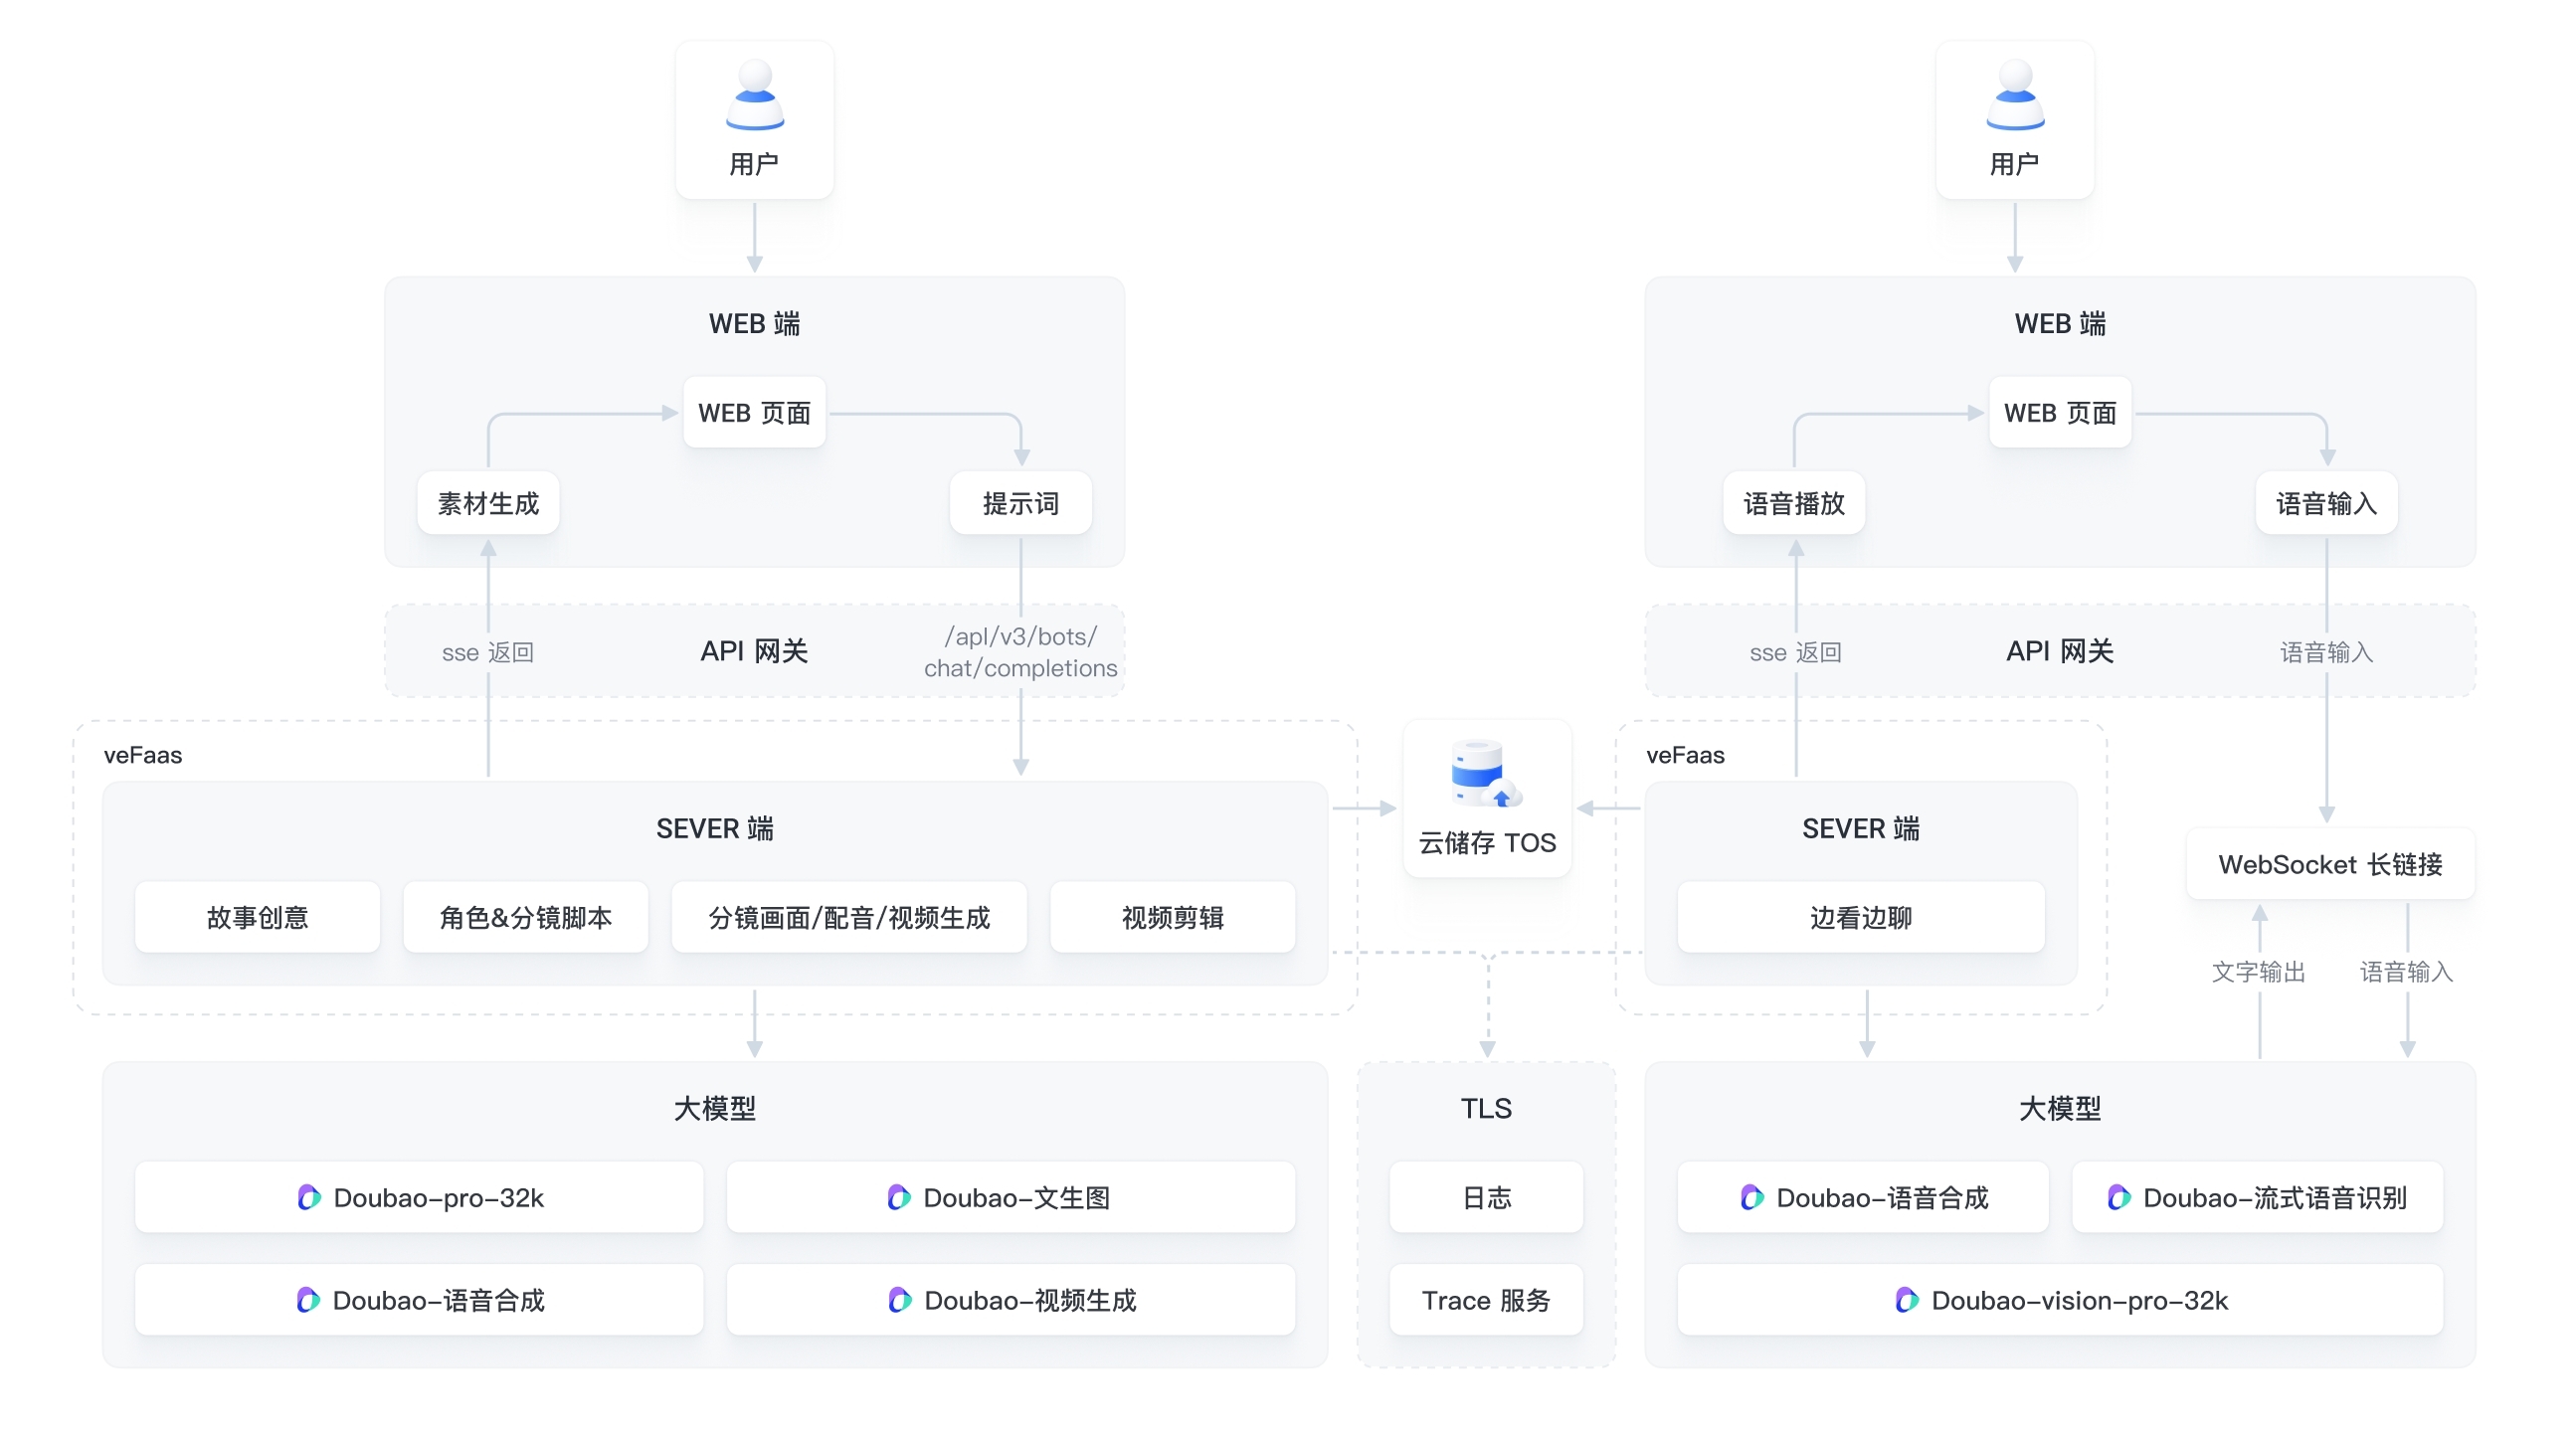 用户
用户
WEB 端
WEB 页面
素材生成
提示词
WEB 端
WEB 页面
语音播放
语音输入
sse 返回
API 网关
/apl/v3/bots/
chat/completions
sse 返回
API 网关
语音输入
veFaas
SEVER 端
故事创意
角色&分镜脚本
分镜画面/配音/视频生成
视频剪辑
云储存 TOS
veFaas
SEVER 端
边看边聊
WebSocket 长链接
文字输出
语音输入
大模型
Doubao-pro-32k
Doubao-文生图
Doubao-语音合成
Doubao-视频生成
TLS
日志
Trace 服务
大模型
Doubao-语音合成
Doubao-流式语音识别
Doubao-vision-pro-32k